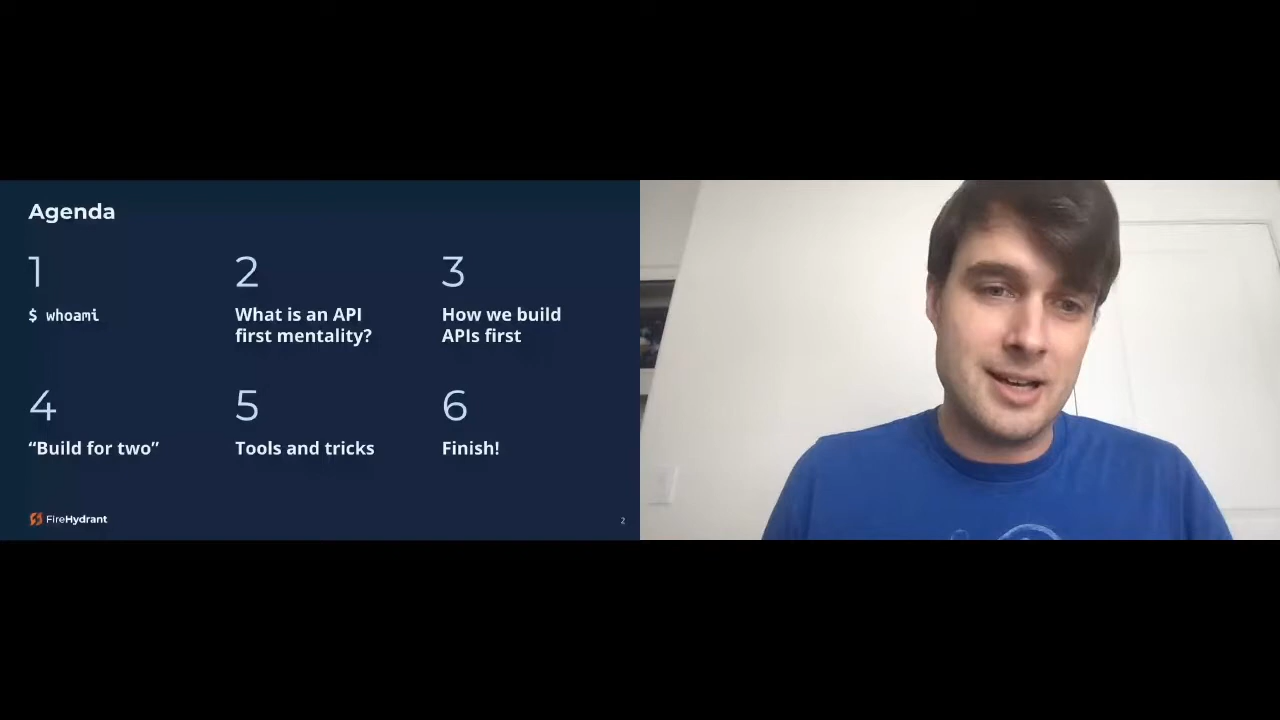 Agenda
1
2
3
$ whoami
What is an API
first mentality?
How we build
APIs first
4
5
6
“Build for two”
Tools and tricks
Finish!
FireHydrant
2